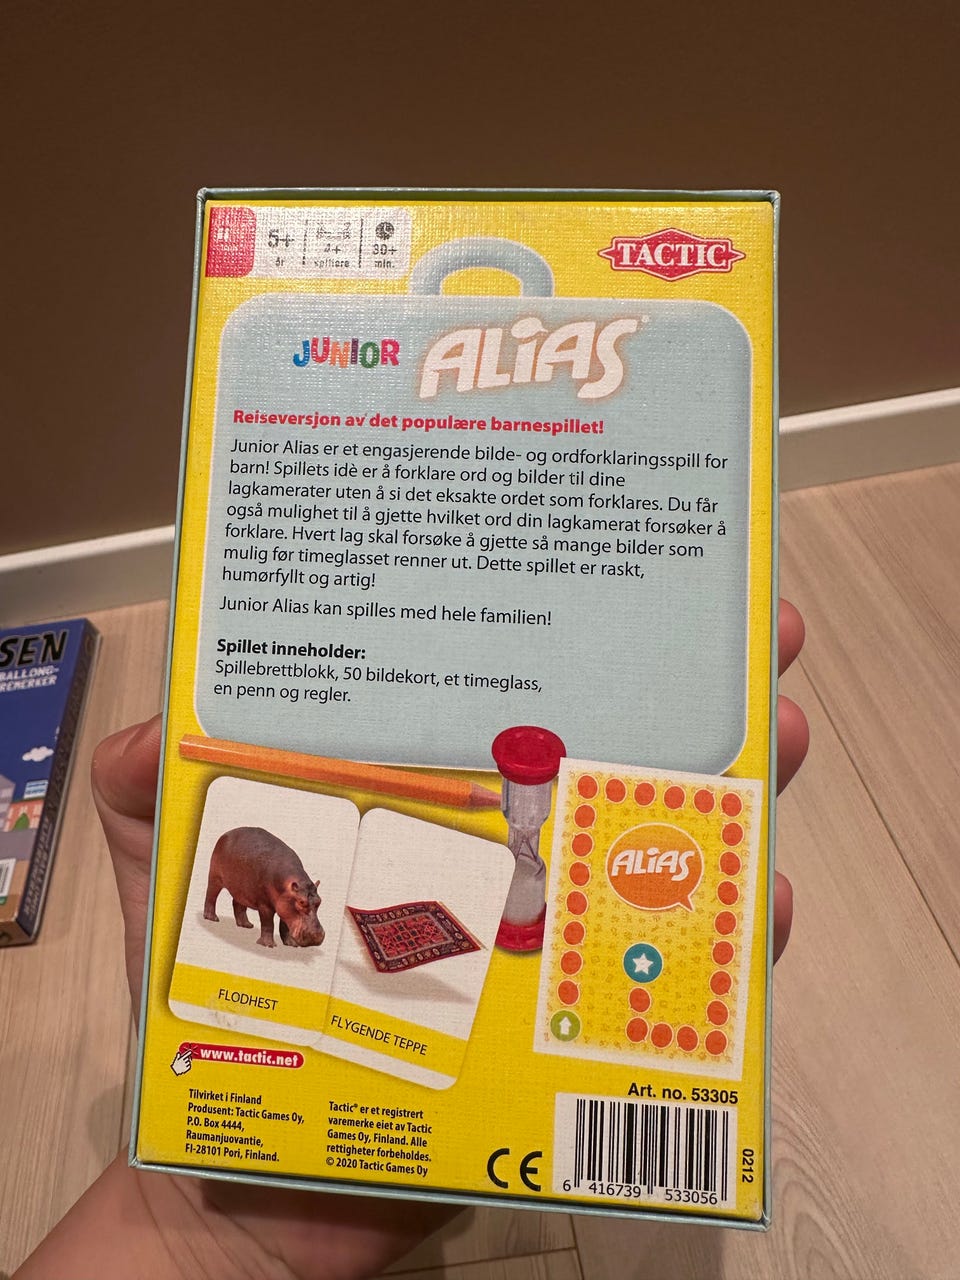 5+
år
4+
spillere
30+
min.
TACTIC
JUNIOR ALiAS
Reiseversjon av det populære barnespillet!
Junior Alias er et engasjerende bilde- og ordforklaringsspill for
barn! Spillets idè er å forklare ord og bilder til dine
lagkamerater uten å si det eksakte ordet som forklares. Du får
også mulighet til å gjette hvilket ord din lagkamerat forsøker å
forklare. Hvert lag skal forsøke å gjette så mange bilder som
mulig før timeglasset renner ut. Dette spillet er raskt,
humørfyllt og artig!
Junior Alias kan spilles med hele familien!
Spillet inneholder:
Spillebrettblokk, 50 bildekort, et timeglass,
en penn og regler.
SEN
BALLONG-
REMERKER
ALiAS
FLODHEST
FLYGENDE TEPPE
www.tactic.net
Tilvirket i Finland
Produsent: Tactic Games Oy,
P.O. Box 4444,
Raumanjuovantie,
FI-28101 Pori, Finland.
Tactic® er et registrert
varemerke eiet av Tactic
Games Oy, Finland. Alle
rettigheter forbeholdes.
© 2020 Tactic Games Oy
CE
Art. no. 53305
6 416739 533056
0212